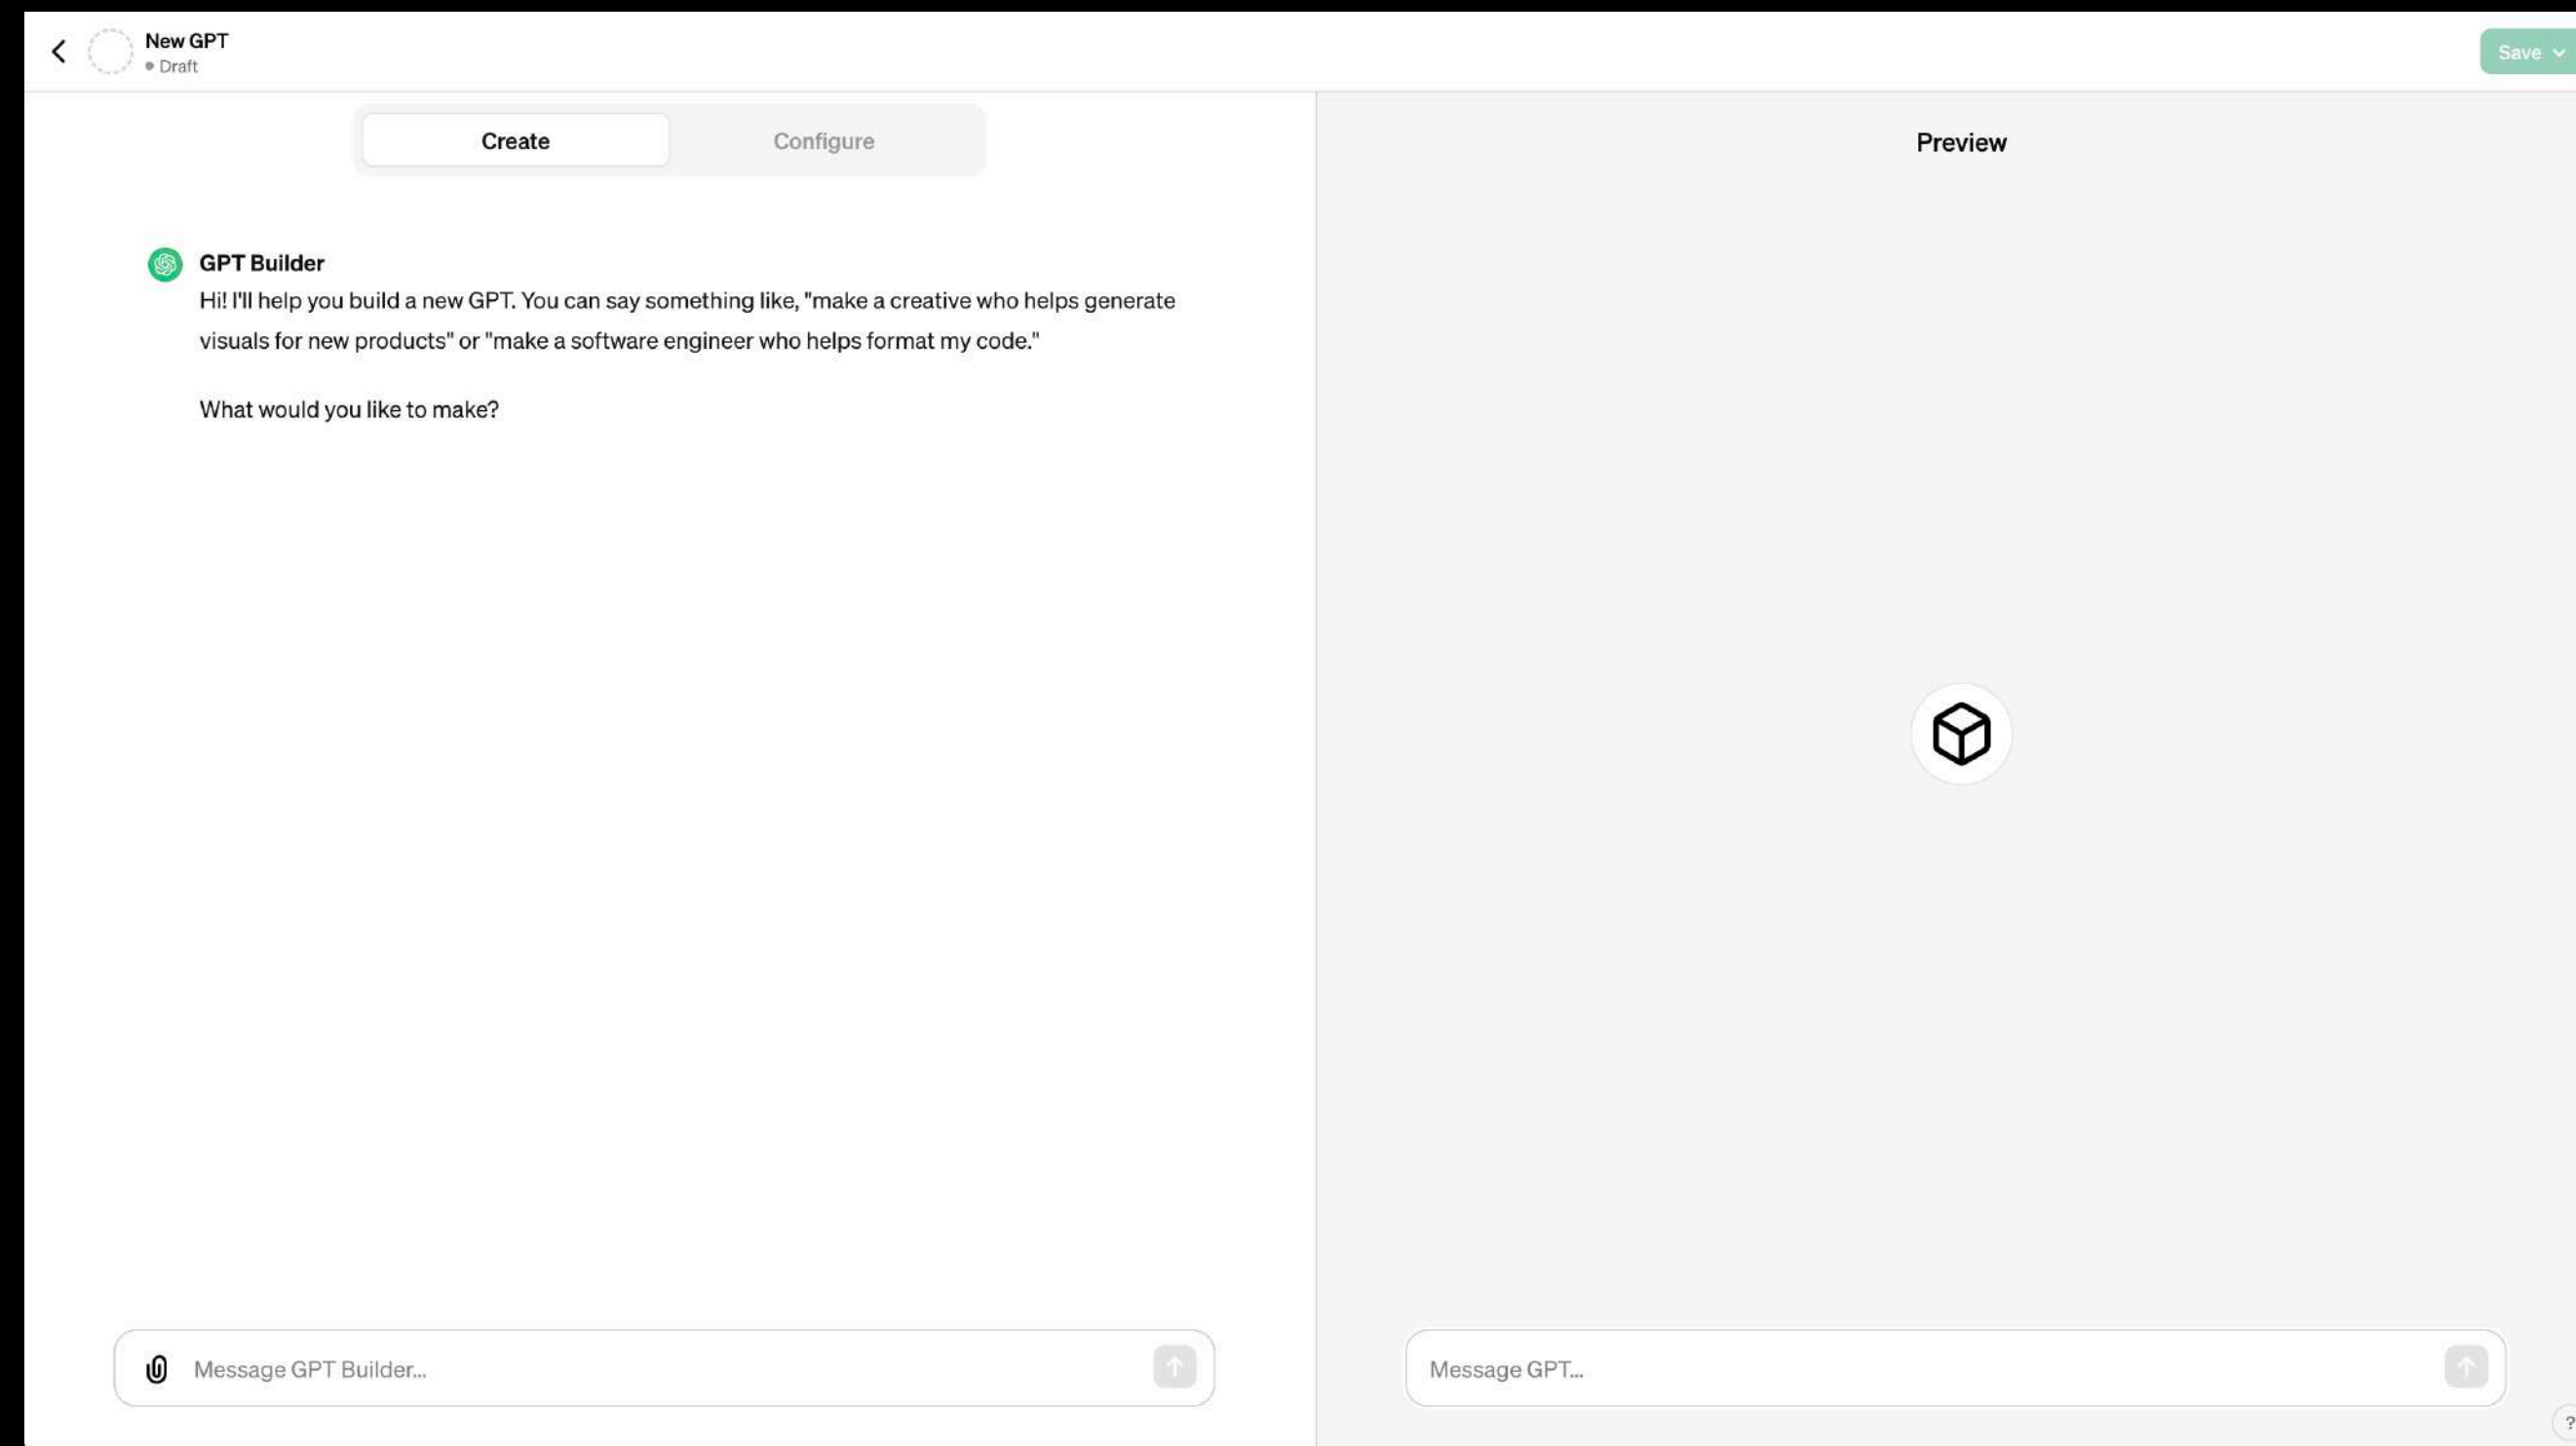 New GPT
Draft
Save
Create
Configure
Preview
GPT Builder
Hi! I'll help you build a new GPT. You can say something like, "make a creative who helps generate
visuals for new products" or "make a software engineer who helps format my code."
What would you like to make?
Message GPT Builder...
Message GPT...
?